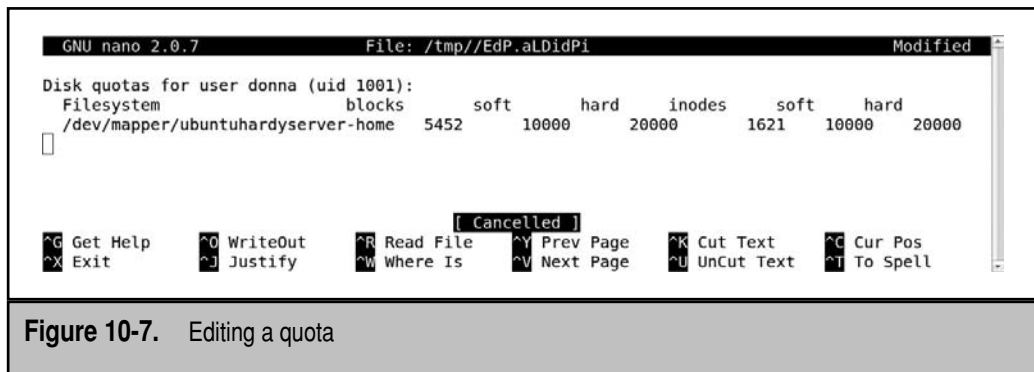 GNU nano 2.0.7 File: /tmp//EdP.aLDidPi Modified
Disk quotas for user donna (uid 1001):
Filesystem blocks soft hard inodes soft hard
/dev/mapper/ubuntuhardyserver-home 5452 10000 20000 1621 10000 20000
[ Cancelled ]
^G Get Help ^O WriteOut ^R Read File ^Y Prev Page ^K Cut Text ^C Cur Pos
^X Exit ^J Justify ^W Where Is ^V Next Page ^U UnCut Text ^T To Spell
Figure 10-7. Editing a quota